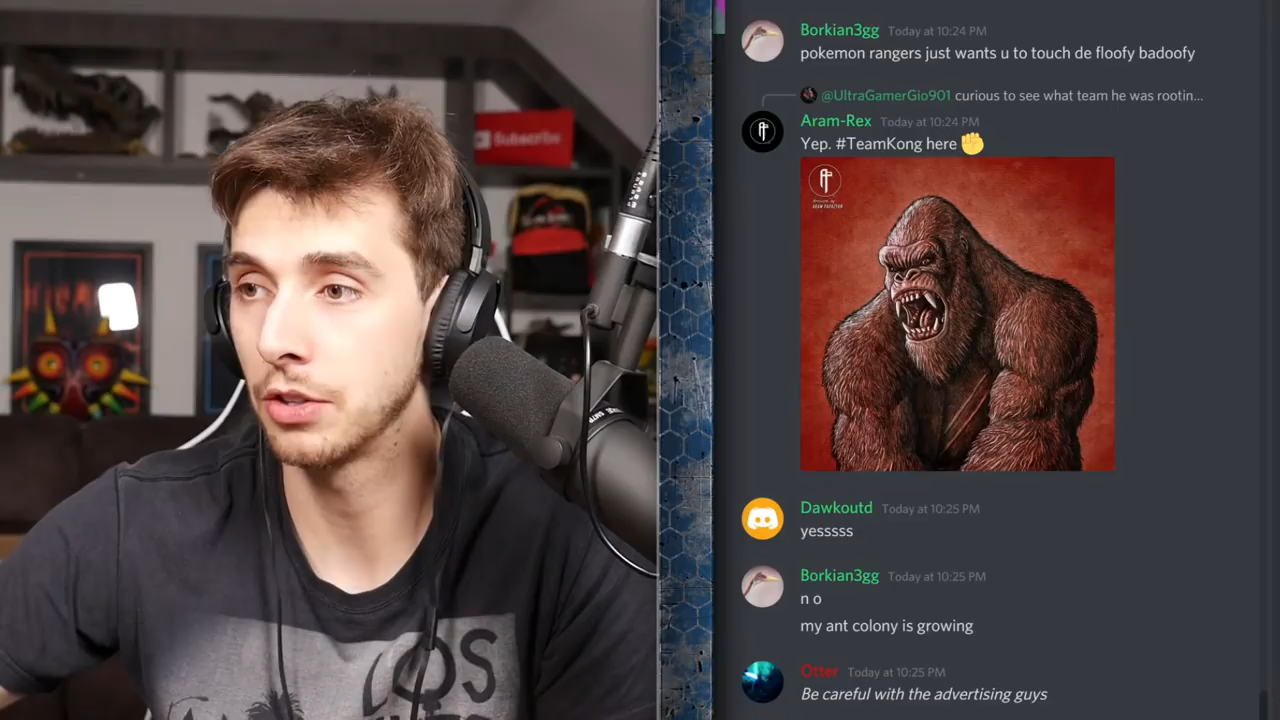 Subscribe
LOS
Borkian3gg Today at 10:24 PM
pokemon rangers just wants u to touch de floofy badoofy
@UltraGamerGio901 curious to see what team he was rootin...
Aram-Rex Today at 10:24 PM
Yep. #TeamKong here ✊
Dawkoutd Today at 10:25 PM
yesssss
Borkian3gg Today at 10:25 PM
n o
my ant colony is growing
Otter Today at 10:25 PM
Be careful with the advertising guys